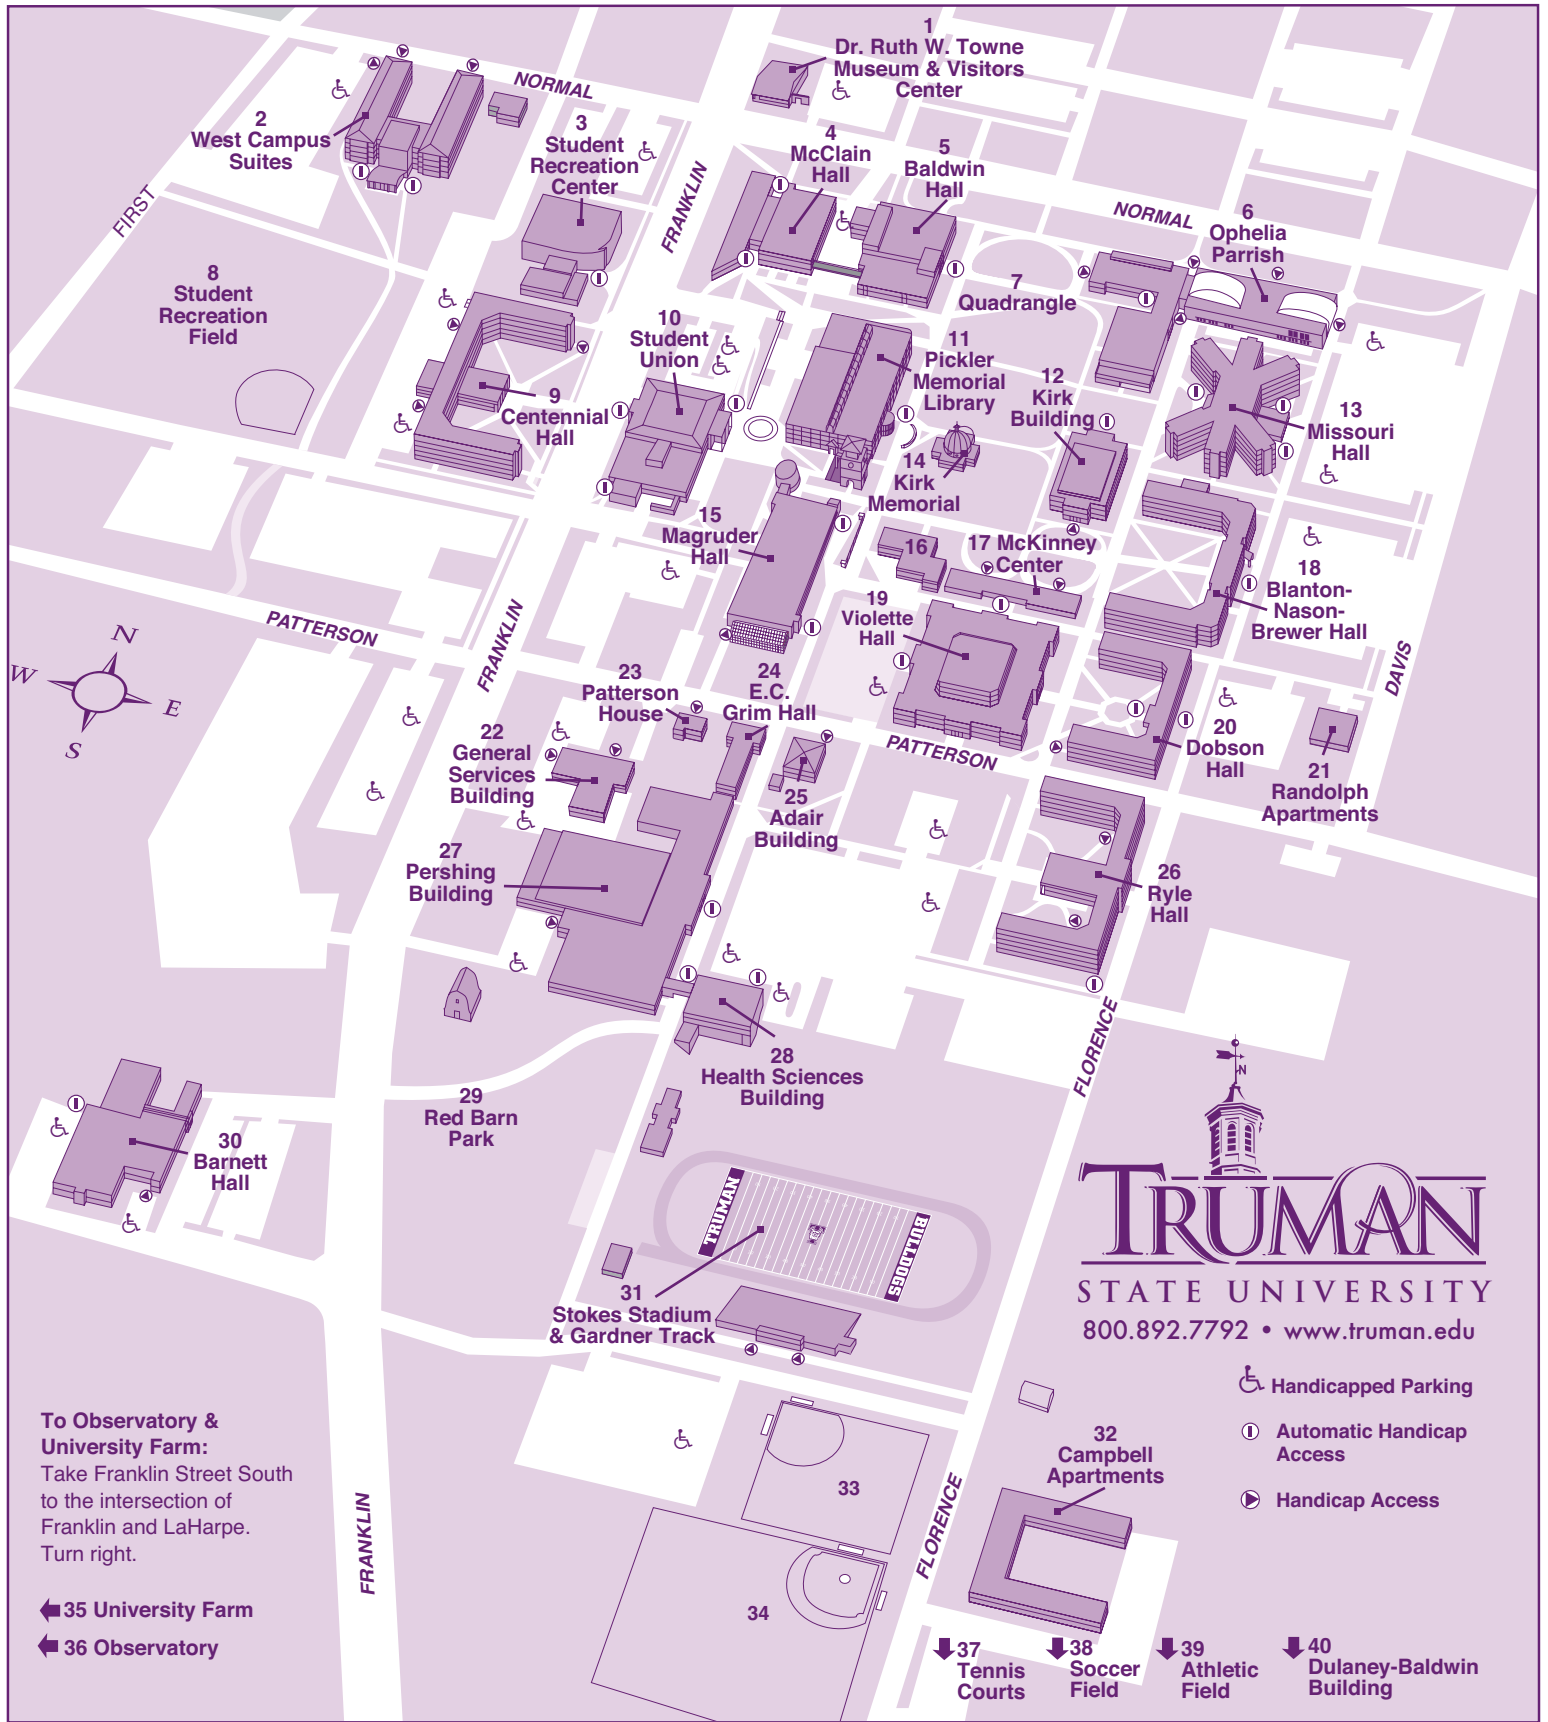 1
Dr. Ruth W. Towne
Museum & Visitors
Center
NORMAL
2
West Campus
Suites
3
Student
Recreation
Center
4
McClain
Hall
5
Baldwin
Hall
FIRST
FRANKLIN
NORMAL
6
Ophelia
Parrish
7
Quadrangle
8
Student
Recreation
Field
9
Centennial
Hall
10
Student
Union
11
Pickler
Memorial
Library
12
Kirk
Building
13
Missouri
Hall
14
Kirk
Memorial
15
Magruder
Hall
16
17 McKinney
Center
18
Blanton-
Nason-
Brewer Hall
19
Violette
Hall
PATTERSON
FRANKLIN
DAVIS
N
W
E
S
20
Dobson
Hall
21
Randolph
Apartments
22
General
Services
Building
23
Patterson
House
24
E.C.
Grim Hall
PATTERSON
25
Adair
Building
26
Ryle
Hall
27
Pershing
Building
28
Health Sciences
Building
FLORENCE
29
Red Barn
Park
30
Barnett
Hall
TRUMAN
BULLDOGS
31
Stokes Stadium
& Gardner Track
N
TRUMAN
STATE UNIVERSITY
800.892.7792 • www.truman.edu
Handicapped Parking
Automatic Handicap
Access
Handicap Access
32
Campbell
Apartments
33
34
FLORENCE
FRANKLIN
To Observatory &
University Farm:
Take Franklin Street South
to the intersection of
Franklin and LaHarpe.
Turn right.
35 University Farm
36 Observatory
37
Tennis
Courts
38
Soccer
Field
39
Athletic
Field
40
Dulaney-Baldwin
Building